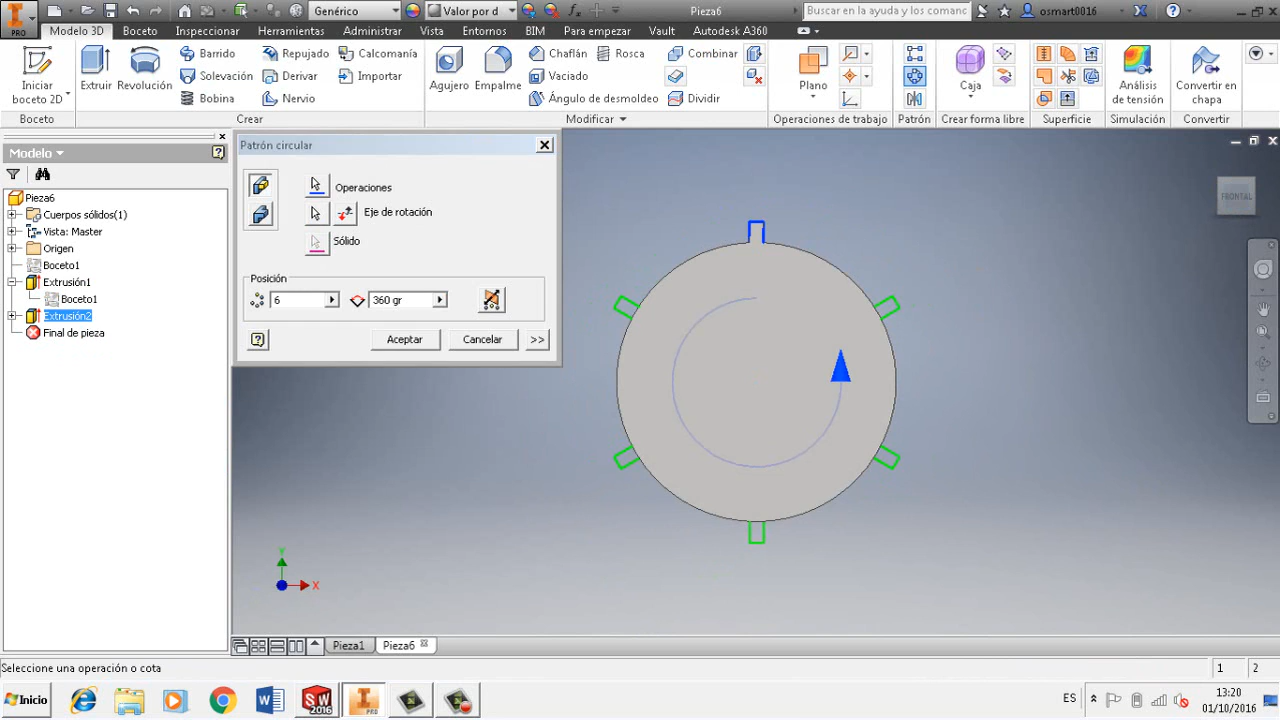 PRO
Genérico
Valor por d
Pieza6
Buscar en la ayuda y los comanc
osmart0016
Modelo 3D
Boceto
Inspeccionar
Herramientas
Administrar
Vista
Entornos
BIM
Para empezar
Vault
Autodesk A360
Iniciar
boceto 2D
Extruir
Revolución
Barrido
Solevación
Bobina
Repujado
Derivar
Nervio
Calcomanía
Importar
Agujero
Empalme
Chaflán
Vaciado
Ángulo de desmoldeo
Rosca
Combinar
Dividir
Plano
Caja
Análisis
de tensión
Convertir en
chapa
Boceto
Crear
Modificar
Operaciones de trabajo
Patrón
Crear forma libre
Superficie
Simulación
Convertir
Modelo
Pieza6
Cuerpos sólidos(1)
Vista: Master
Origen
Boceto1
Extrusión1
Boceto1
Extrusión2
Final de pieza
Patrón circular
Operaciones
Eje de rotación
Sólido
Posición
6
360 gr
Aceptar
Cancelar
>>
FRONTAL
Y
X
Pieza1
Pieza6
Seleccione una operación o cota
1
2
Inicio
SW
2016
PRO
ES
13:20
01/10/2016